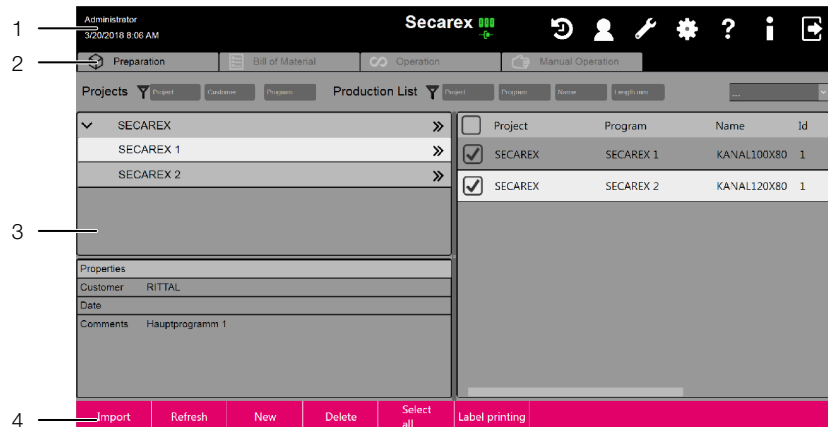 1
Administrator
3/20/2018 8:06 AM
Secarex
?
i
2
Preparation
Bill of Material
Operation
Manual Operation
Projects
Project
Customer
Program
Production List
Project
Program
Name
Length mm
...
SECAREX
SECAREX 1
SECAREX 2
Project Program Name Id
SECAREX SECAREX 1 KANAL100X80 1
SECAREX SECAREX 2 KANAL120X80 1
3
Properties
Customer RITTAL
Date
Comments Hauptprogramm 1
4
Import
Refresh
New
Delete
Select
all
Label printing